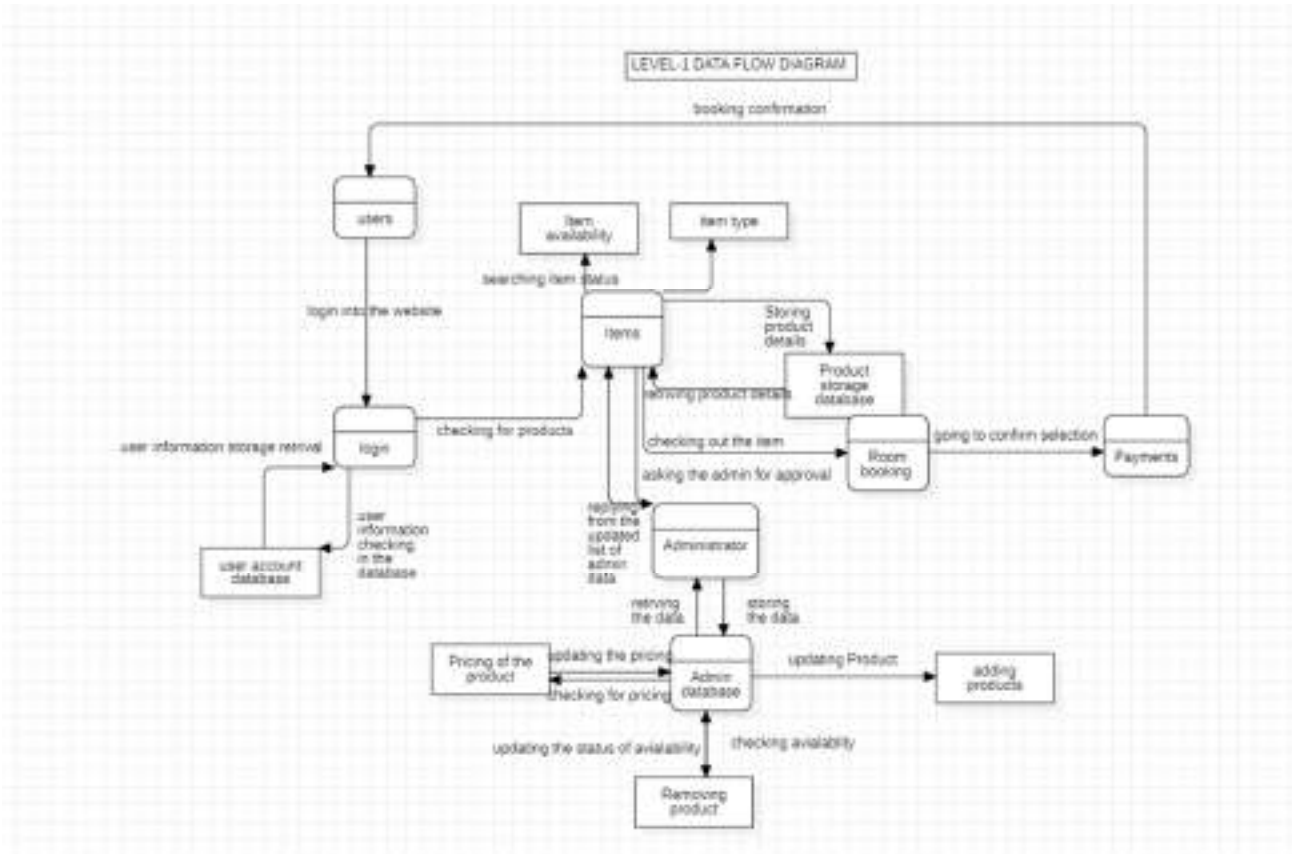 LEVEL-1 DATA FLOW DIAGRAM
booking confirmation
users
Item
availability
item type
searching item status
login into the website
Items
Storing
product
details
Product
storage
database
retriving product details
login
checking for products
checking out the item
going to confirm selection
Room
booking
Payments
user information storage retrival
asking the admin for approval
user
information
checking
in the
database
replying
from the
updated
list of
admin
data
Administrator
user account
database
retriving
the data
storing
the data
Pricing of the
product
updating the pricing
checking for pricing
Admin
database
updating Product
adding
products
updating the status of avialability
checking avialablity
Removing
product